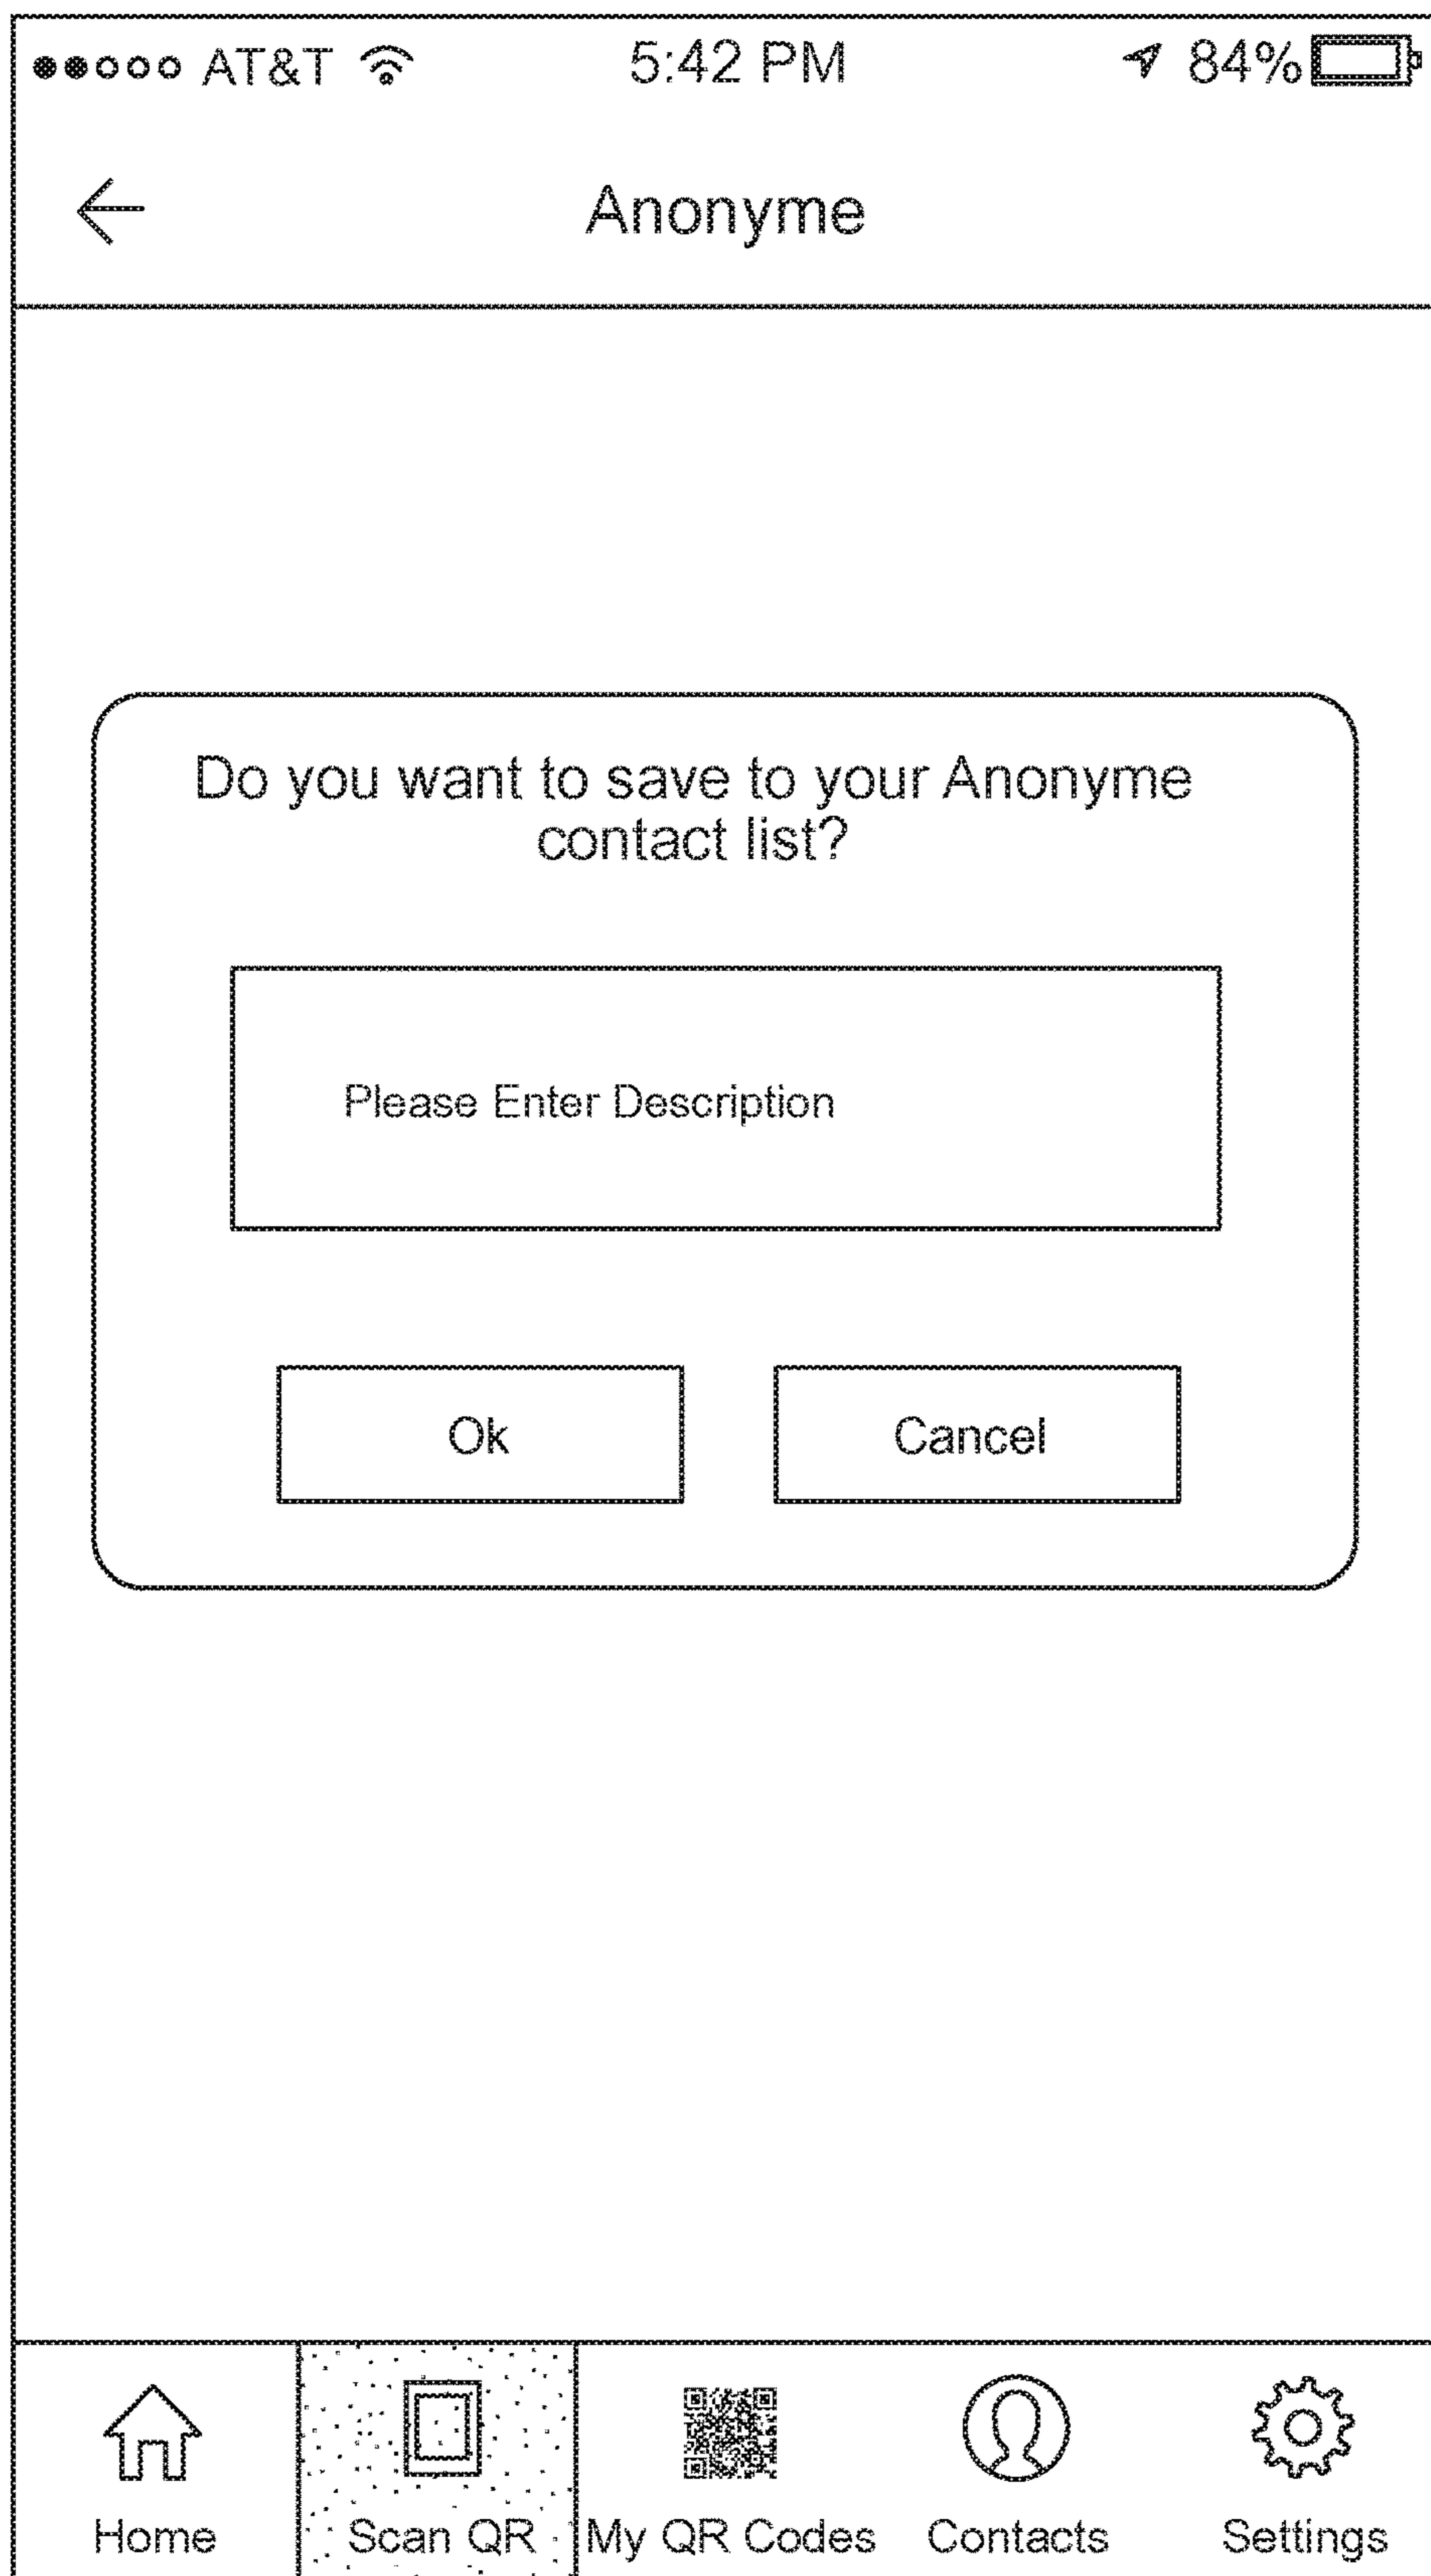 AT&T 5:42 PM 84%
Anonyme
Do you want to save to your Anonyme
contact list?
Please Enter Description
Ok Cancel
Home Scan QR My QR Codes Contacts Settings